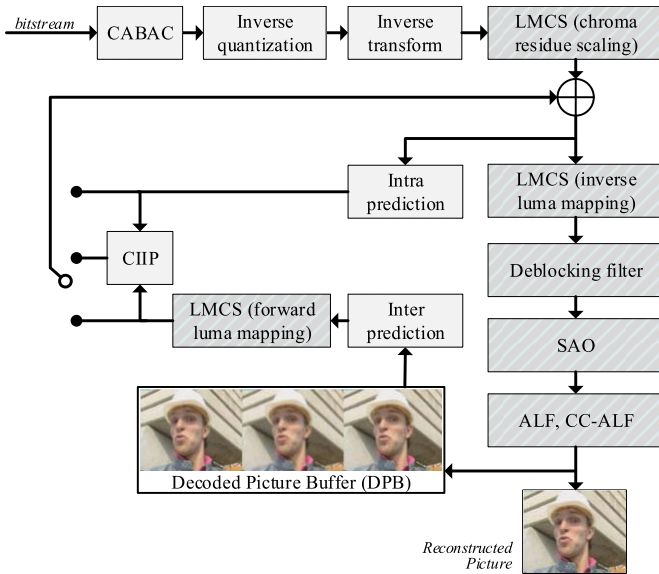 bitstream
CABAC
Inverse
quantization
Inverse
transform
LMCS (chroma
residue scaling)
Intra
prediction
LMCS (inverse
luma mapping)
CIIP
Deblocking filter
LMCS (forward
luma mapping)
Inter
prediction
SAO
ALF, CC-ALF
Decoded Picture Buffer (DPB)
Reconstructed
Picture